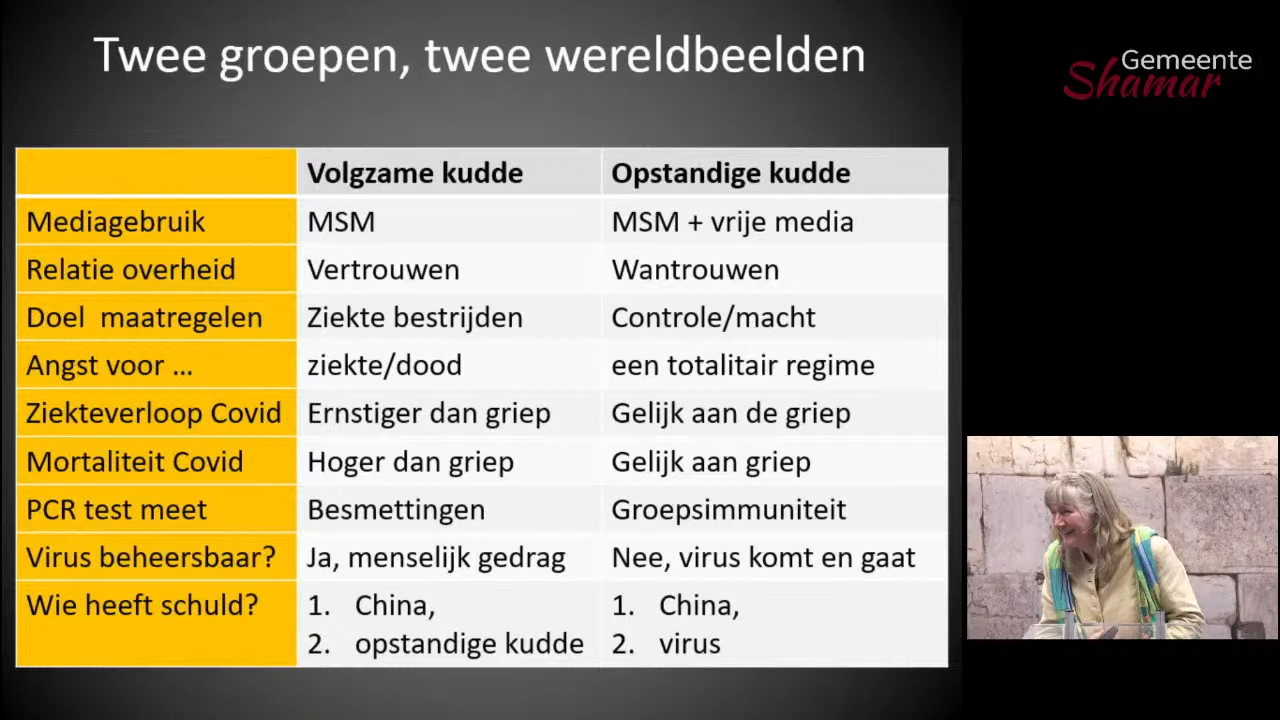 Twee groepen, twee wereldbeelden
Gemeente
Shamar
Volgzame kudde Opstandige kudde
Mediagebruik MSM MSM + vrije media
Relatie overheid Vertrouwen Wantrouwen
Doel maatregelen Ziekte bestrijden Controle/macht
Angst voor ... ziekte/dood een totalitair regime
Ziekteverloop Covid Ernstiger dan griep Gelijk aan de griep
Mortaliteit Covid Hoger dan griep Gelijk aan griep
PCR test meet Besmettingen Groepsimmuniteit
Virus beheersbaar? Ja, menselijk gedrag Nee, virus komt en gaat
Wie heeft schuld? 1. China, 1. China,
2. opstandige kudde 2. virus